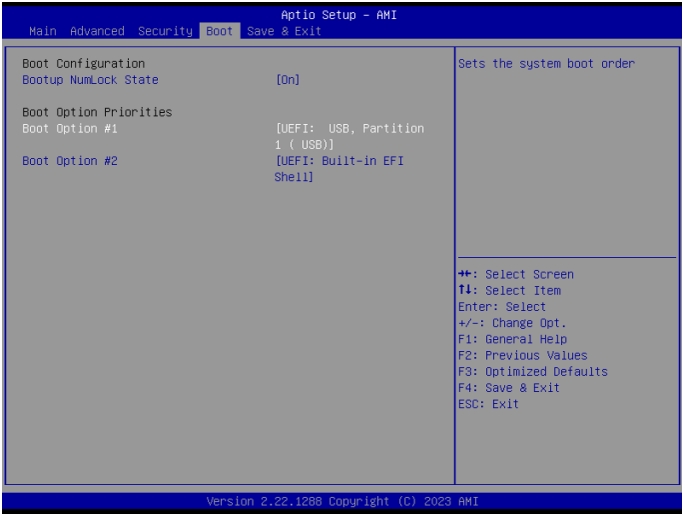 Aptio Setup - AMI
Main Advanced Security Boot Save & Exit
Boot Configuration
Bootup NumLock State [On]
Boot Option Priorities
Boot Option #1 [UEFI: USB, Partition
1 ( USB)]
Boot Option #2 [UEFI: Built-in EFI
Shell]
Sets the system boot order
→←: Select Screen
↑↓: Select Item
Enter: Select
+/-: Change Opt.
F1: General Help
F2: Previous Values
F3: Optimized Defaults
F4: Save & Exit
ESC: Exit
Version 2.22.1288 Copyright (C) 2023 AMI